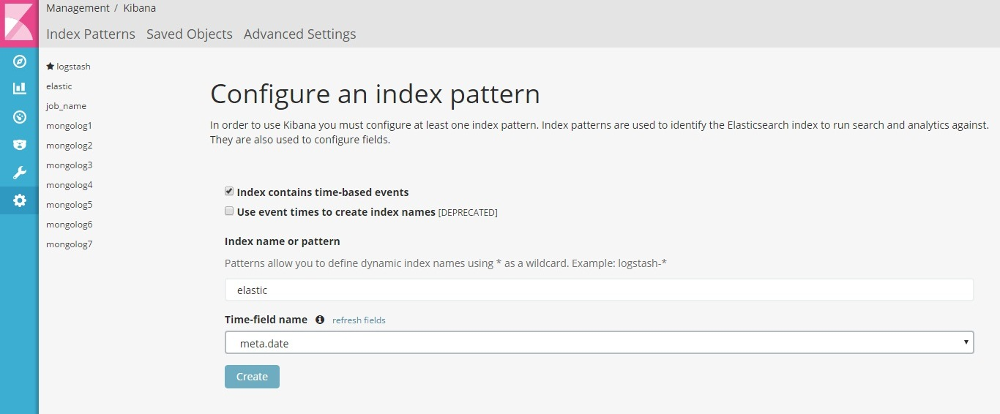 Management / Kibana
Index Patterns Saved Objects Advanced Settings
logstash
elastic
job_name
mongolog1
mongolog2
mongolog3
mongolog4
mongolog5
mongolog6
mongolog7
Configure an index pattern
In order to use Kibana you must configure at least one index pattern. Index patterns are used to identify the Elasticsearch index to run search and analytics against.
They are also used to configure fields.
Index contains time-based events
Use event times to create index names [DEPRECATED]
Index name or pattern
Patterns allow you to define dynamic index names using * as a wildcard. Example: logstash-*
elastic
Time-field name refresh fields
meta.date
Create